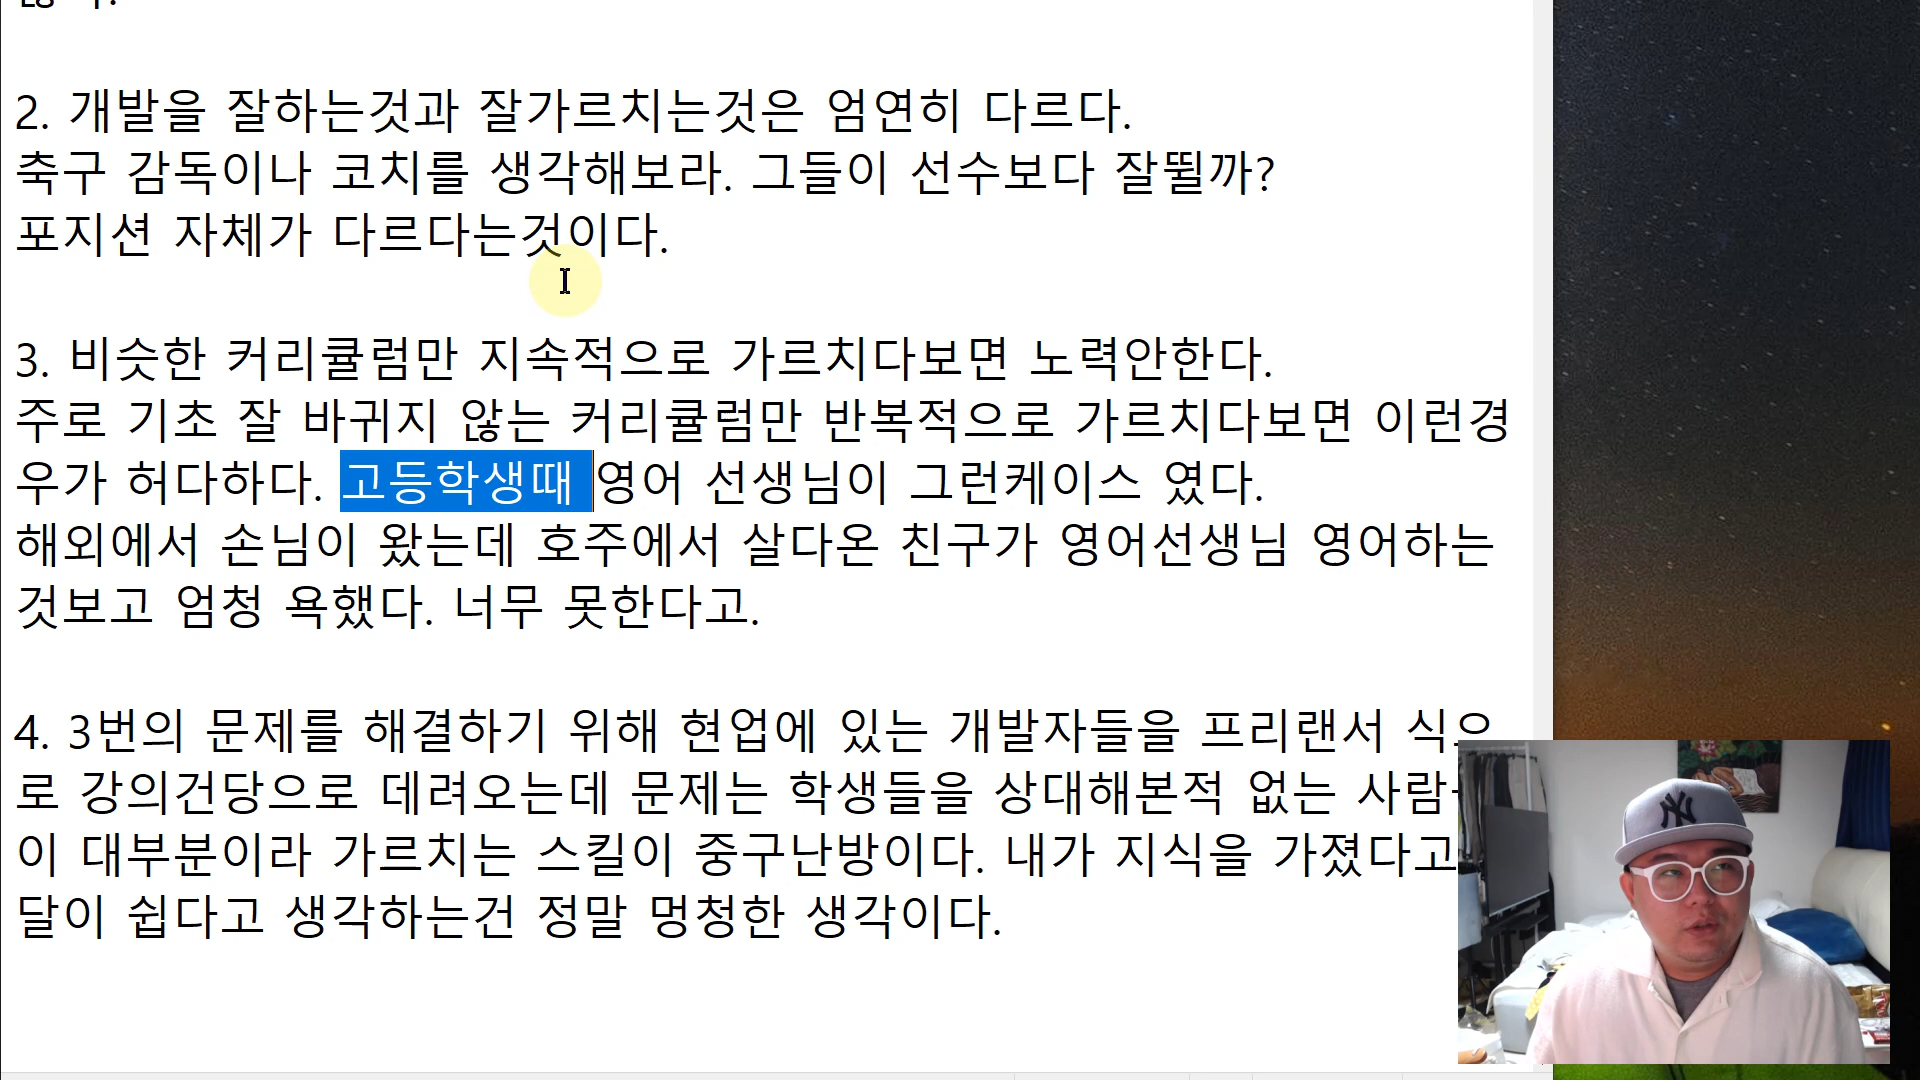 2. 개발을 잘하는것과 잘가르치는것은 엄연히 다르다.
축구 감독이나 코치를 생각해보라. 그들이 선수보다 잘뛸까?
포지션 자체가 다르다는것이다.
3. 비슷한 커리큘럼만 지속적으로 가르치다보면 노력안한다.
주로 기초 잘 바귀지 않는 커리큘럼만 반복적으로 가르치다보면 이런경
우가 허다하다. 고등학생때 영어 선생님이 그런케이스 였다.
해외에서 손님이 왔는데 호주에서 살다온 친구가 영어선생님 영어하는
것보고 엄청 욕했다. 너무 못한다고.
4. 3번의 문제를 해결하기 위해 현업에 있는 개발자들을 프리랜서 식으
로 강의건당으로 데려오는데 문제는 학생들을 상대해본적 없는 사람
이 대부분이라 가르치는 스킬이 중구난방이다. 내가 지식을 가졌다고
달이 쉽다고 생각하는건 정말 멍청한 생각이다.
NY